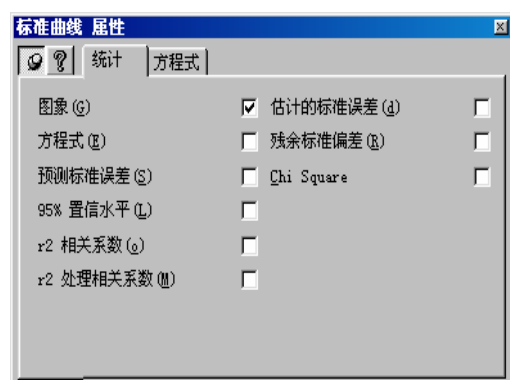 标准曲线 属性
统计 方程式
图象(G) 估计的标准误差(d)
方程式(E) 残余标准偏差(R)
预测标准误差(S) Chi Square
95% 置信水平(L)
r2 相关系数(o)
r2 处理相关系数(M)